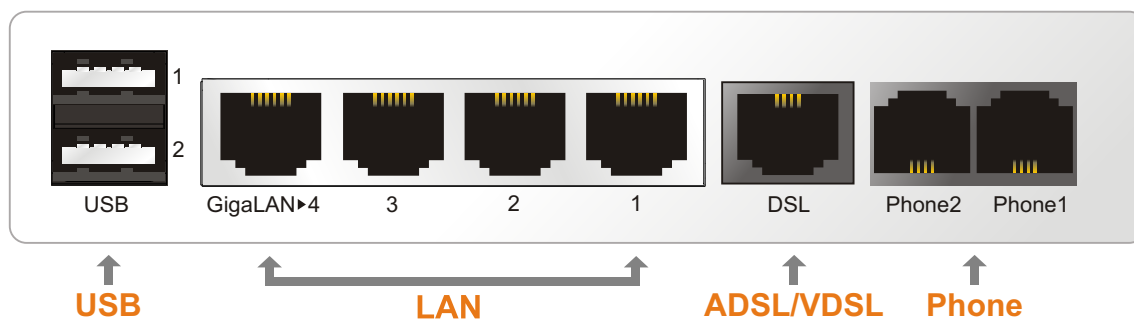 1
2
USB
GigaLAN▸4
3
2
1
DSL
Phone2
Phone1
USB
LAN
ADSL/VDSL
Phone